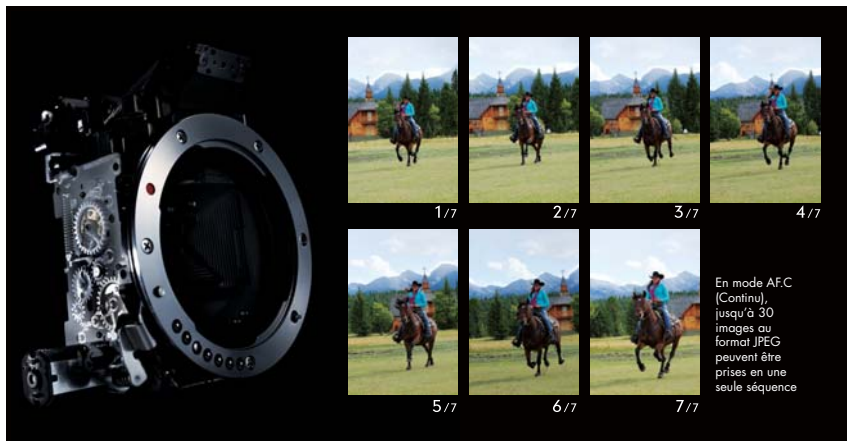 1/7
2/7
3/7
4/7
En mode AF.C
(Continu),
jusqu'à 30
images au
format JPEG
peuvent être
prises en une
seule séquence
5/7
6/7
7/7